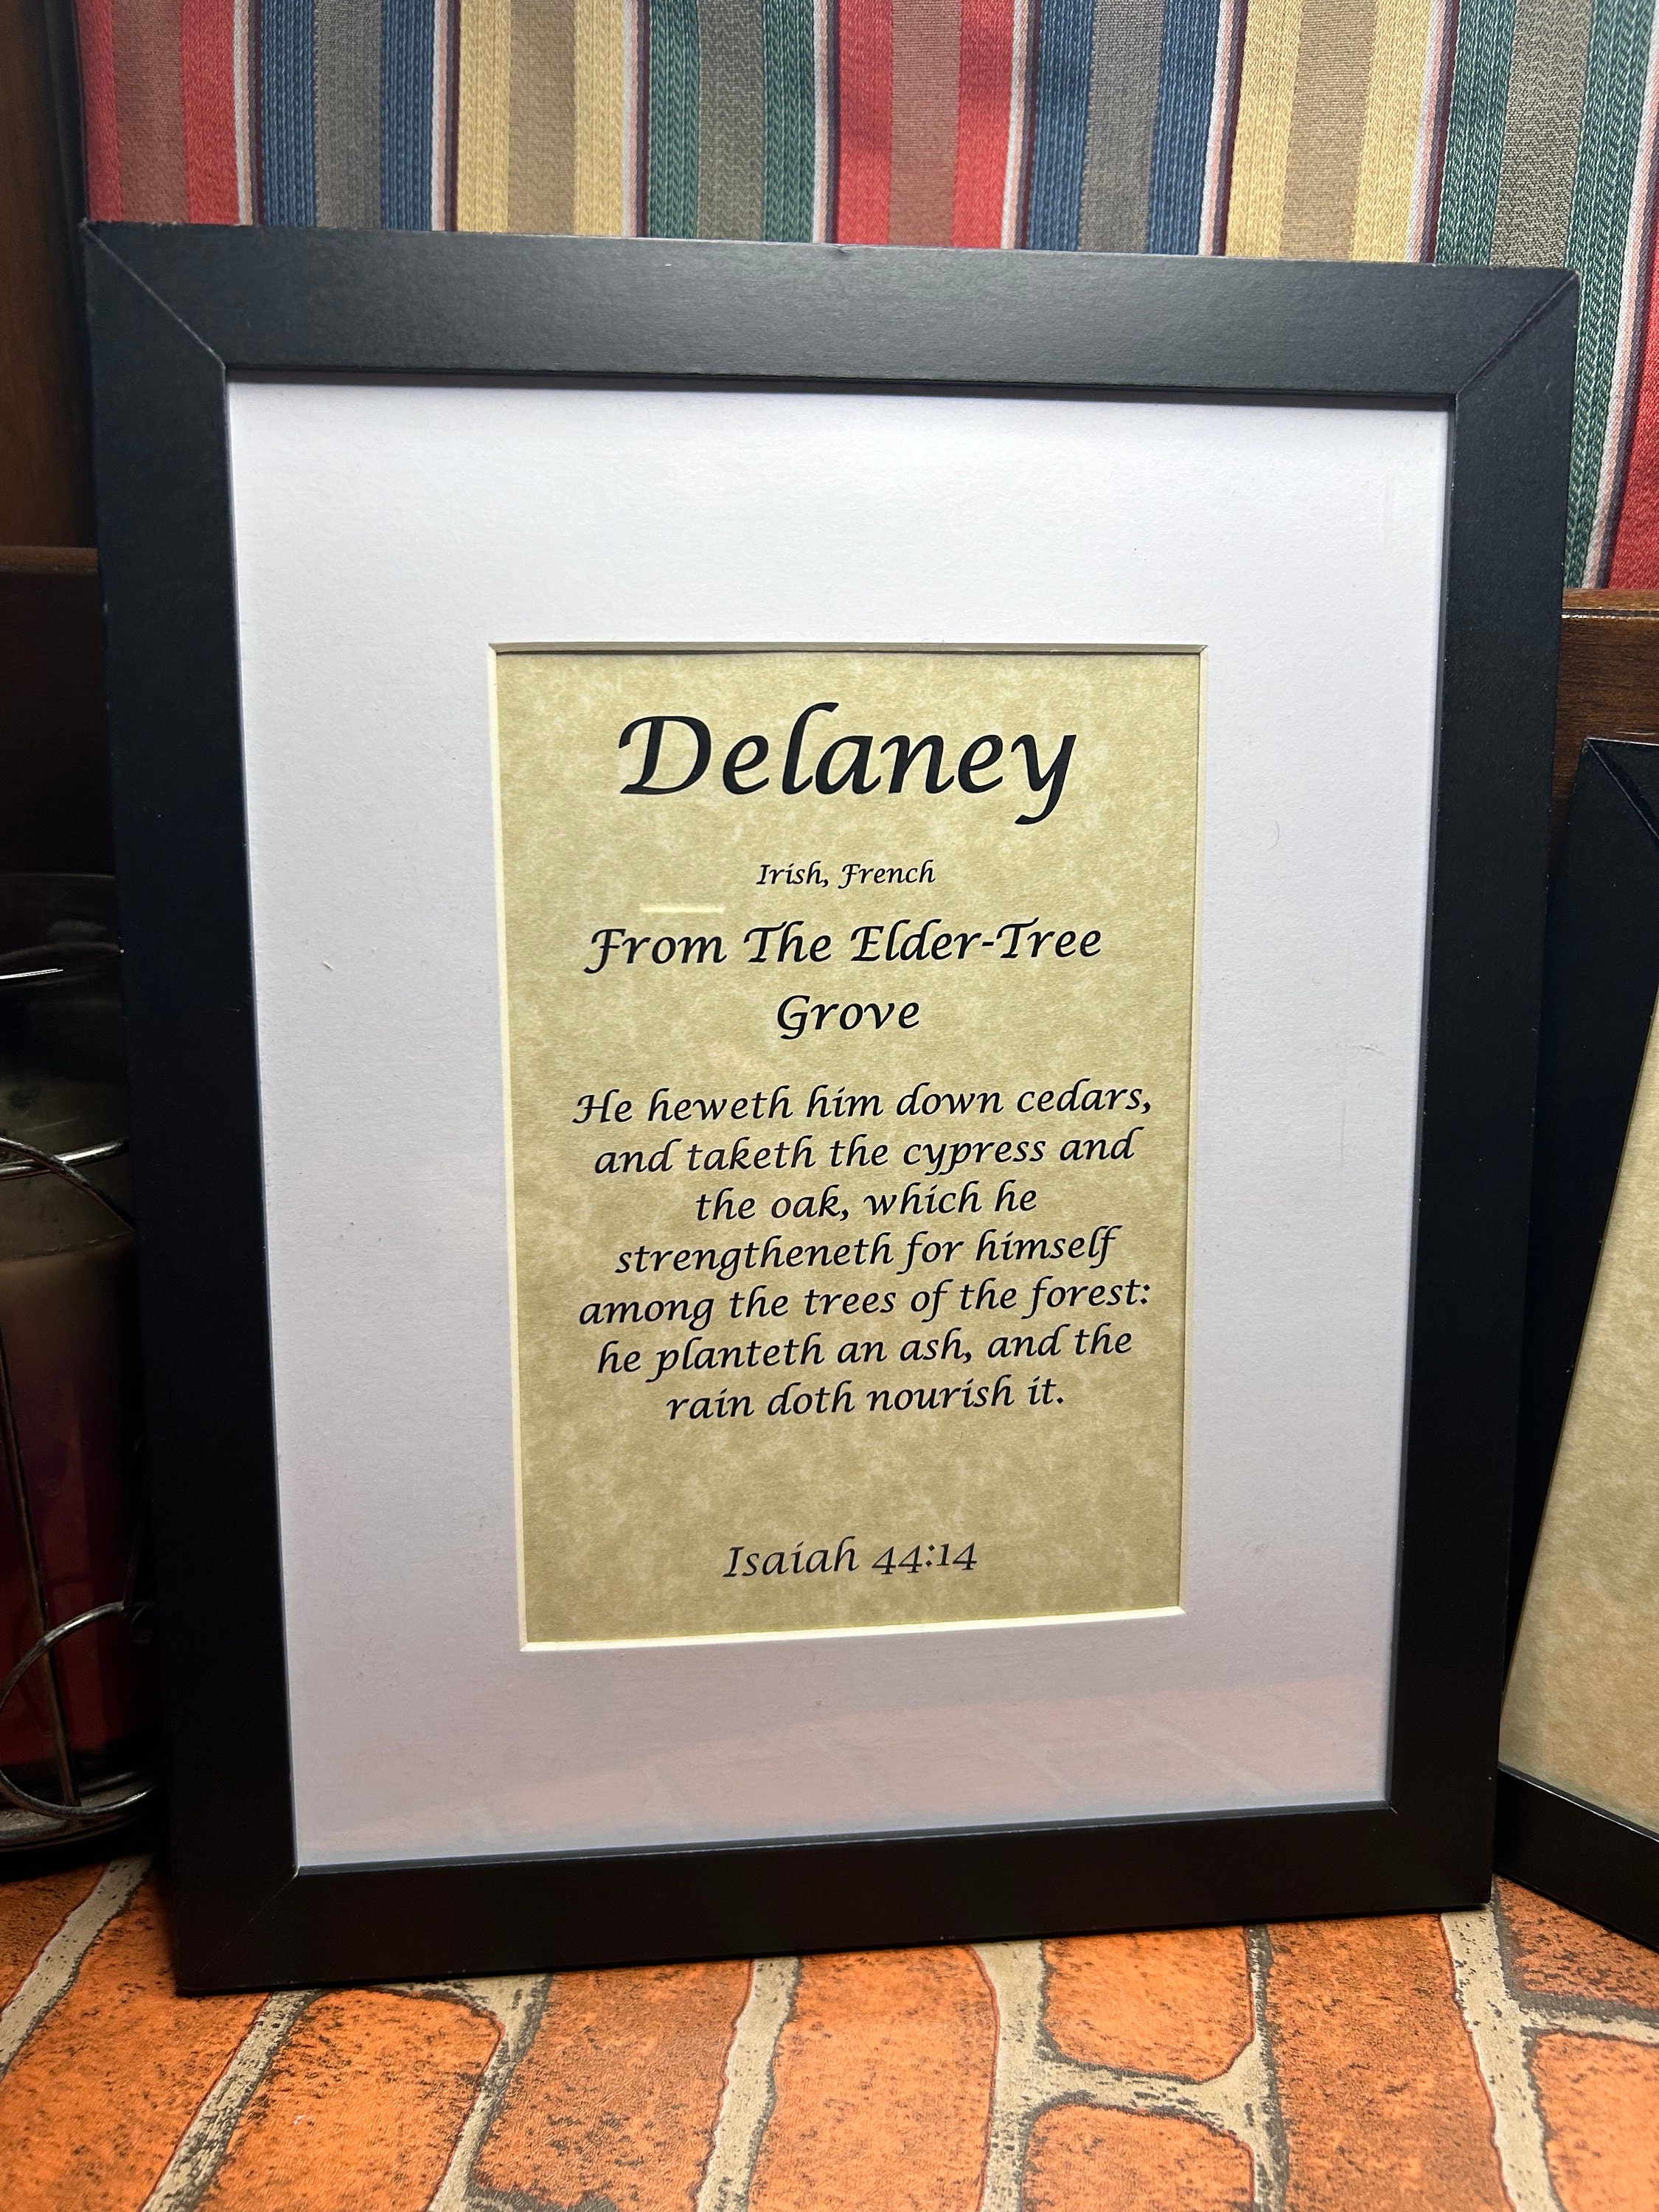 Delaney
Irish, French
From The Elder-Tree
Grove
He heweth him down cedars,
and taketh the cypress and
the oak, which he
strengtheneth for himself
among the trees of the forest:
he planteth an ash, and the
rain doth nourish it.
Isaiah 44:14